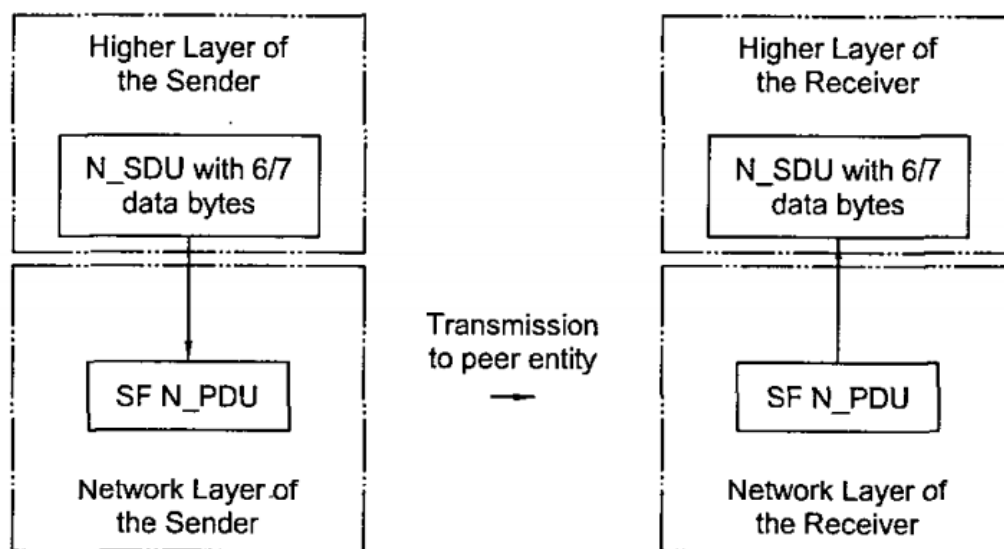 Higher Layer of
the Sender
N_SDU with 6/7
data bytes
SF N_PDU
Network Layer of
the Sender
Transmission
to peer entity
Higher Layer of
the Receiver
N_SDU with 6/7
data bytes
SF N_PDU
Network Layer of
the Receiver